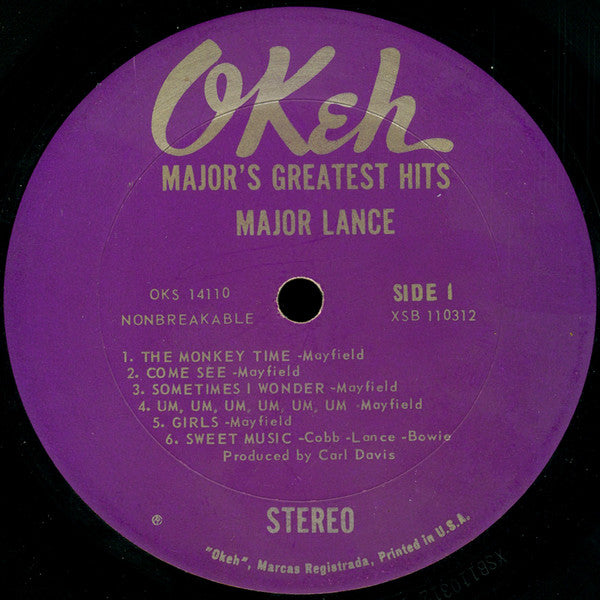 OKeh
MAJOR'S GREATEST HITS
MAJOR LANCE
OKS 14110
NONBREAKABLE
SIDE 1
XSB 110312
1. THE MONKEY TIME -Mayfield
2. COME SEE -Mayfield
3. SOMETIMES I WONDER -Mayfield
4. UM, UM, UM, UM, UM, UM -Mayfield
5. GIRLS -Mayfield
6. SWEET MUSIC -Cobb -Lance -Bowie
Produced by Carl Davis
®
STEREO
"Okeh", Marcas Registrada, Printed in U.S.A.